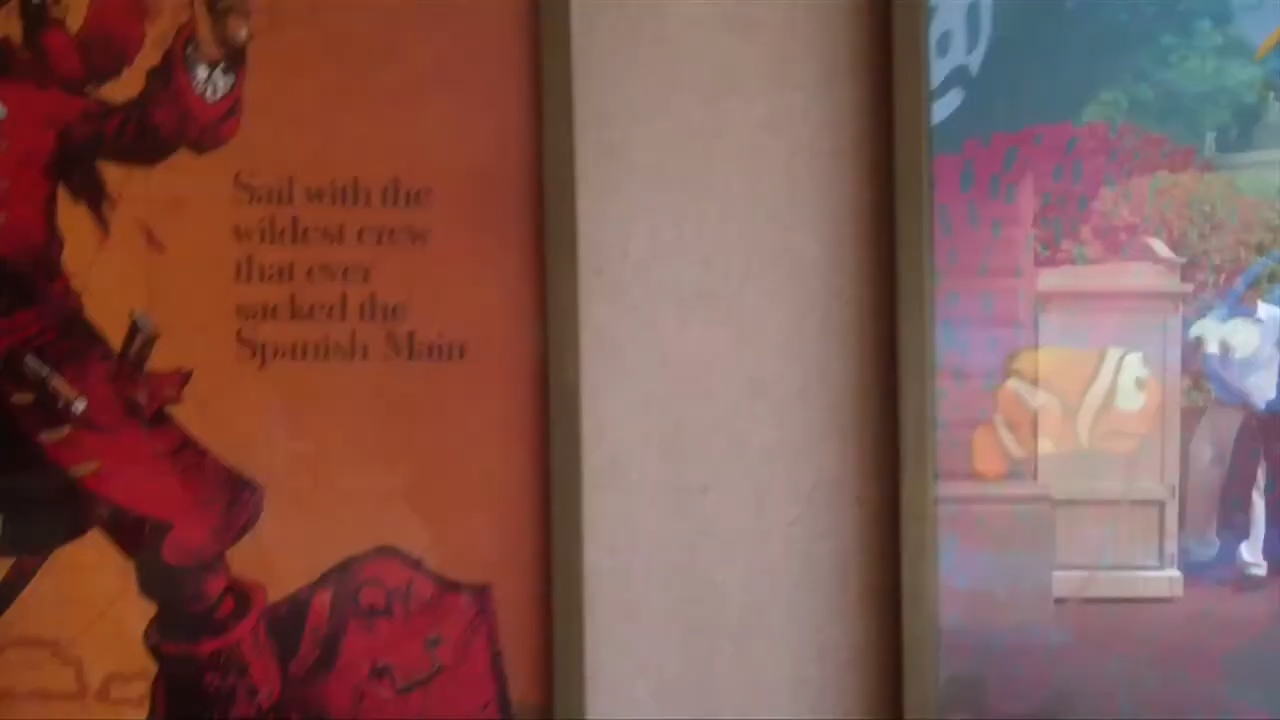 Sail with the
wildest crew
that ever
sacked the
Spanish Main